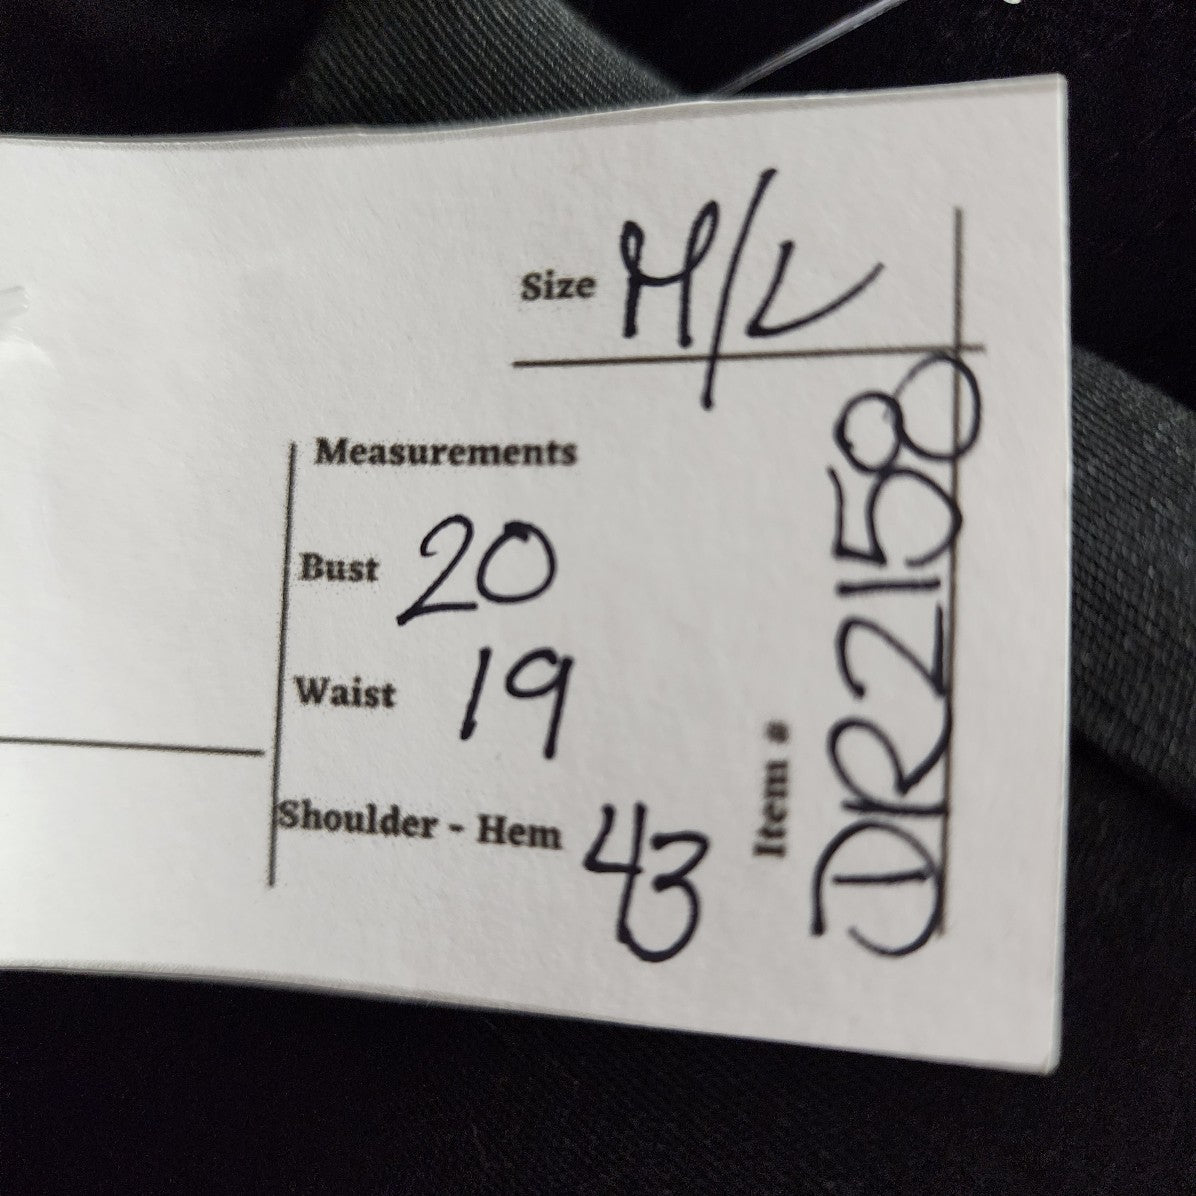 Size M/L
Measurements
Bust 20
Waist 19
Shoulder - Hem 43
Item # DR2158